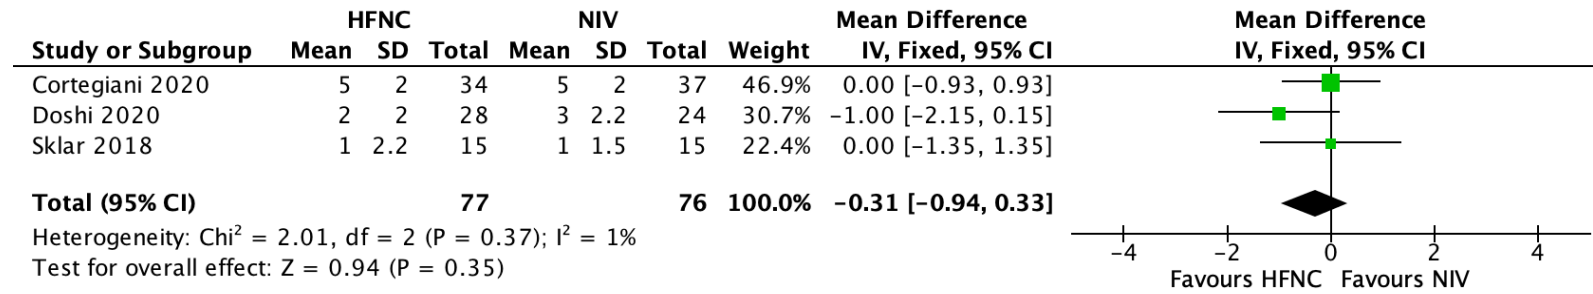 HFNC NIV Mean Difference Mean Difference
Study or Subgroup Mean SD Total Mean SD Total Weight IV, Fixed, 95% CI IV, Fixed, 95% CI
Cortegiani 2020 5 2 34 5 2 37 46.9% 0.00 [−0.93, 0.93]
Doshi 2020 2 2 28 3 2.2 24 30.7% −1.00 [−2.15, 0.15]
Sklar 2018 1 2.2 15 1 1.5 15 22.4% 0.00 [−1.35, 1.35]
Total (95% CI) 77 76 100.0% −0.31 [−0.94, 0.33]
Heterogeneity: Chi² = 2.01, df = 2 (P = 0.37); I² = 1%
Test for overall effect: Z = 0.94 (P = 0.35)
−4 −2 0 2 4
Favours HFNC Favours NIV